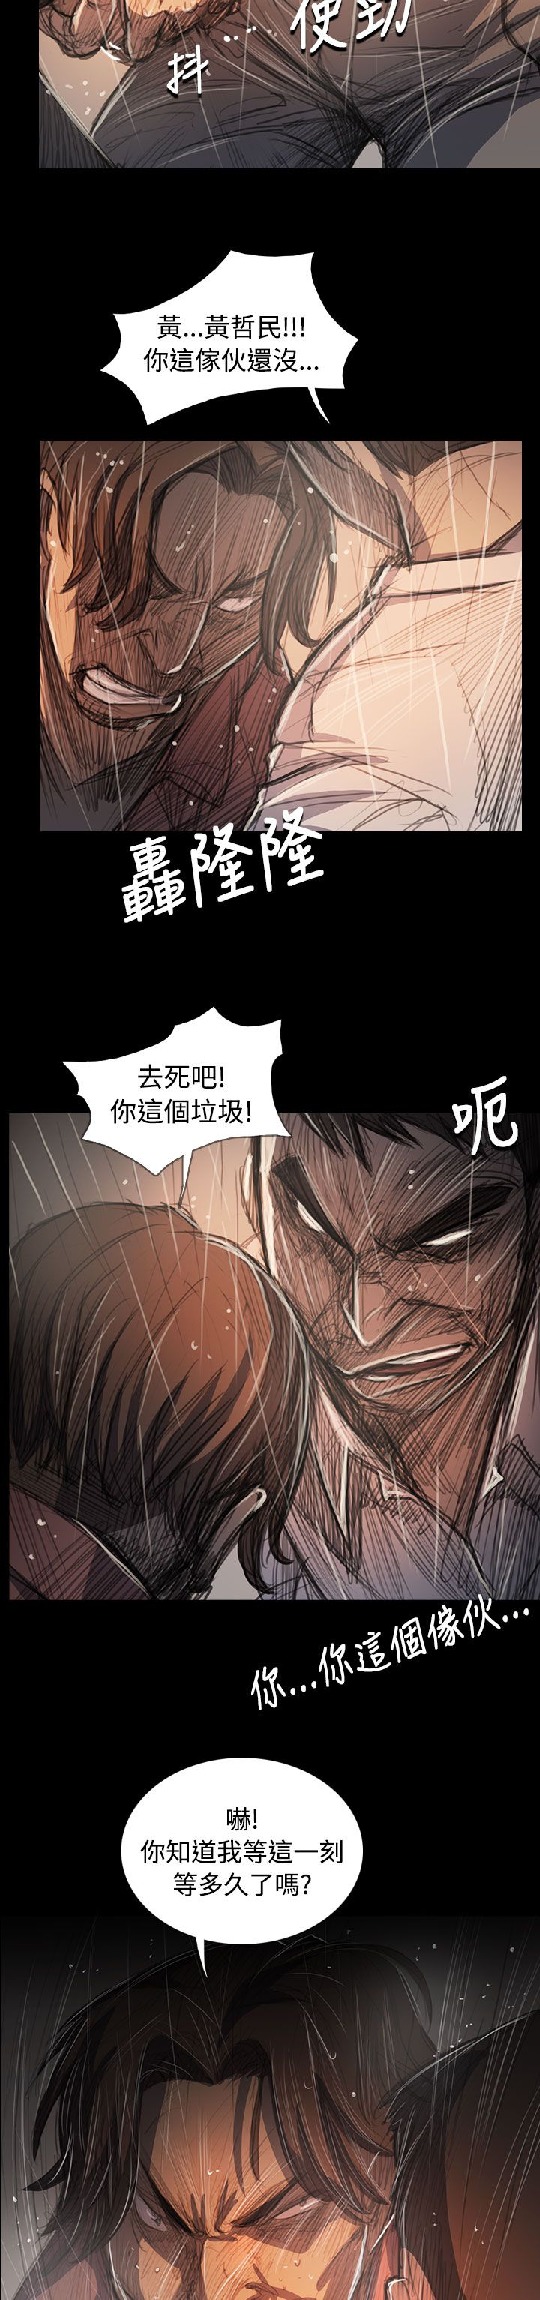 使勁
抖
黃...黃哲民!!!
你這傢伙還沒...
轟隆隆
去死吧!
你這個垃圾!
呃
你...你這個傢伙...
嚇!
你知道我等這一刻
等多久了嗎?